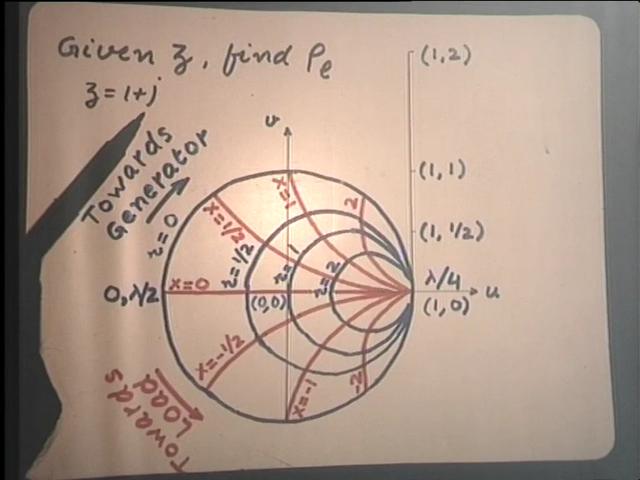 Given z, find ρe
z = 1+j
Towards
Generator
v
(1,2)
(1,1)
(1,1/2)
λ/4
(1,0)
u
0,λ/2
(0,0)
r=0
r=1/2
r=1
r=2
x=0
x=1/2
x=1
2
x=-1/2
x=-1
-2
Towards
LOAD